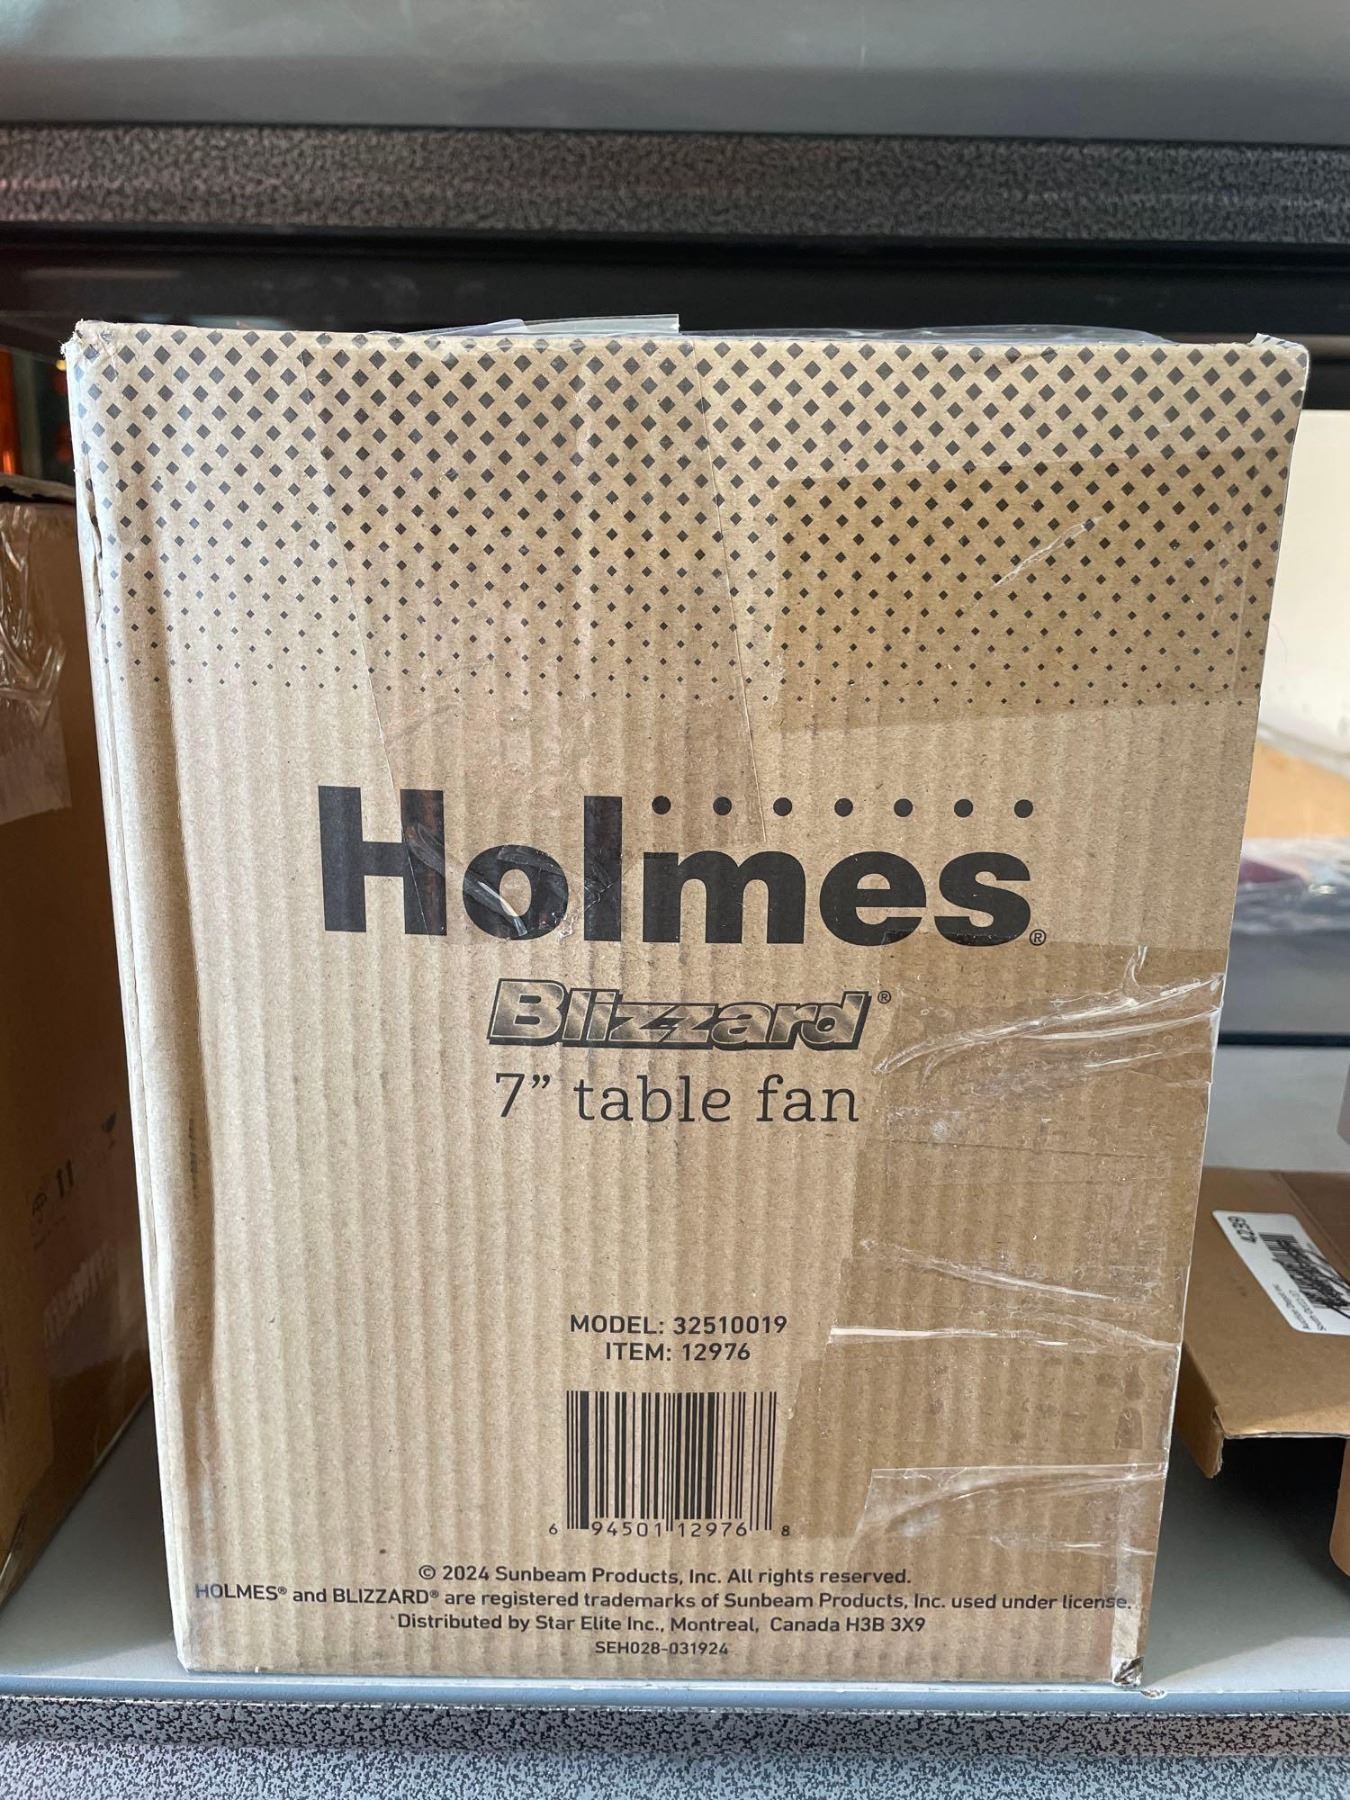 Holmes®
Blizzard®
7” table fan
MODEL: 32510019
ITEM: 12976
6 94501 12976 8
© 2024 Sunbeam Products, Inc. All rights reserved.
HOLMES® and BLIZZARD® are registered trademarks of Sunbeam Products, Inc. used under license.
Distributed by Star Elite Inc., Montreal, Canada H3B 3X9
SEH028-031924
11
4239